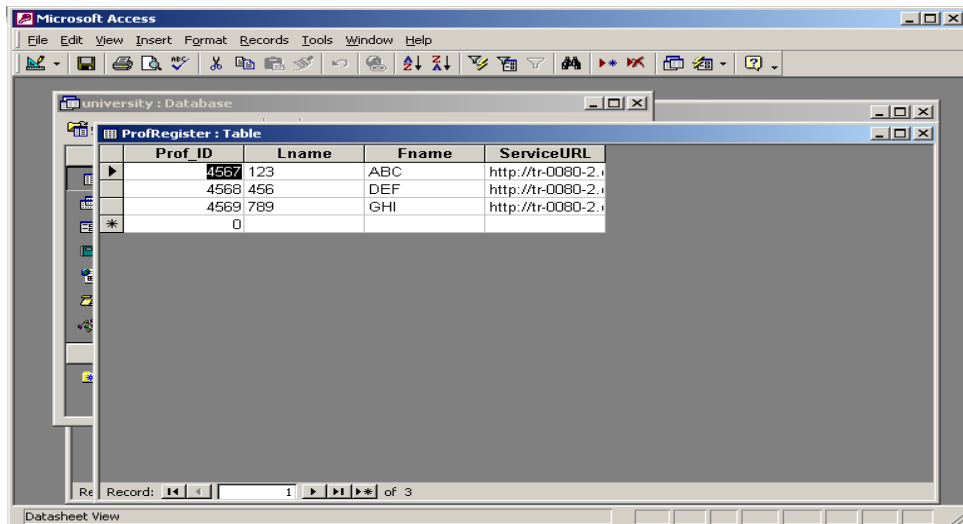 Microsoft Access
File Edit View Insert Format Records Tools Window Help
university : Database
ProfRegister : Table
Prof_ID Lname Fname ServiceURL
4567 123 ABC http://tr-0080-2.
4568 456 DEF http://tr-0080-2.
4569 789 GHI http://tr-0080-2.
0
Re Record: 1 of 3
Datasheet View